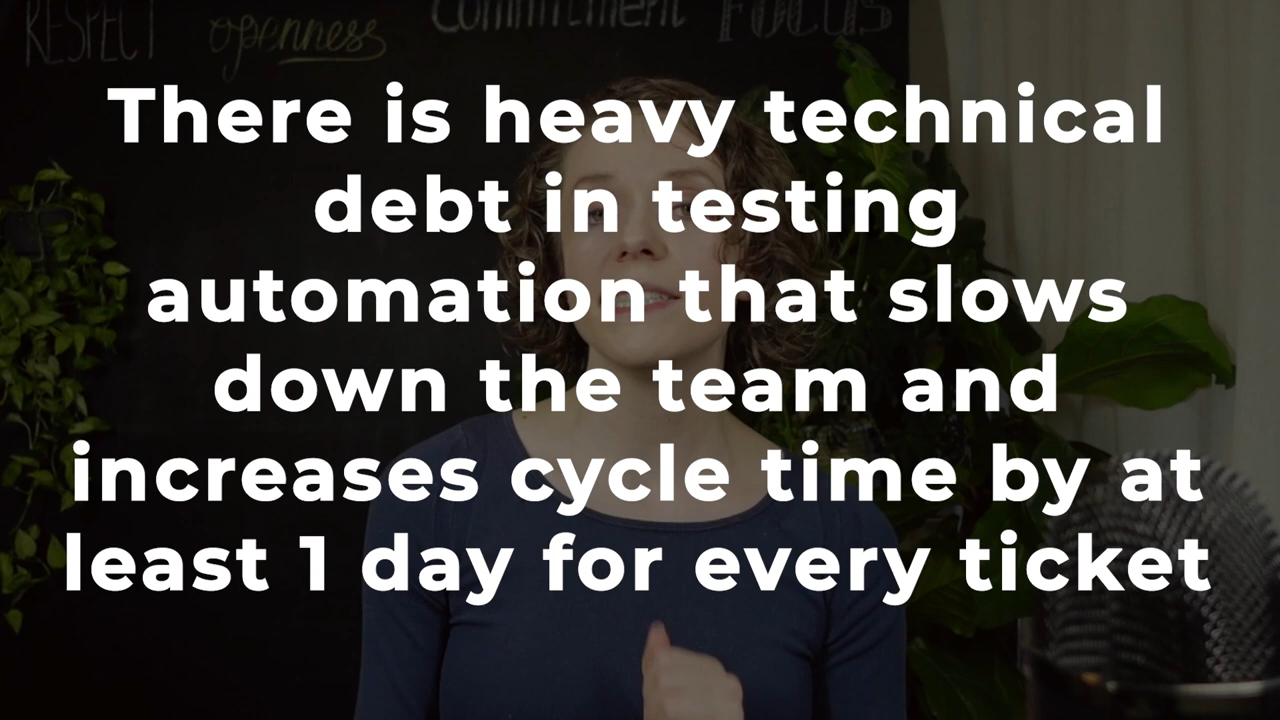 RESPECT openness Commitment FOCUS
There is heavy technical
debt in testing
automation that slows
down the team and
increases cycle time by at
least 1 day for every ticket